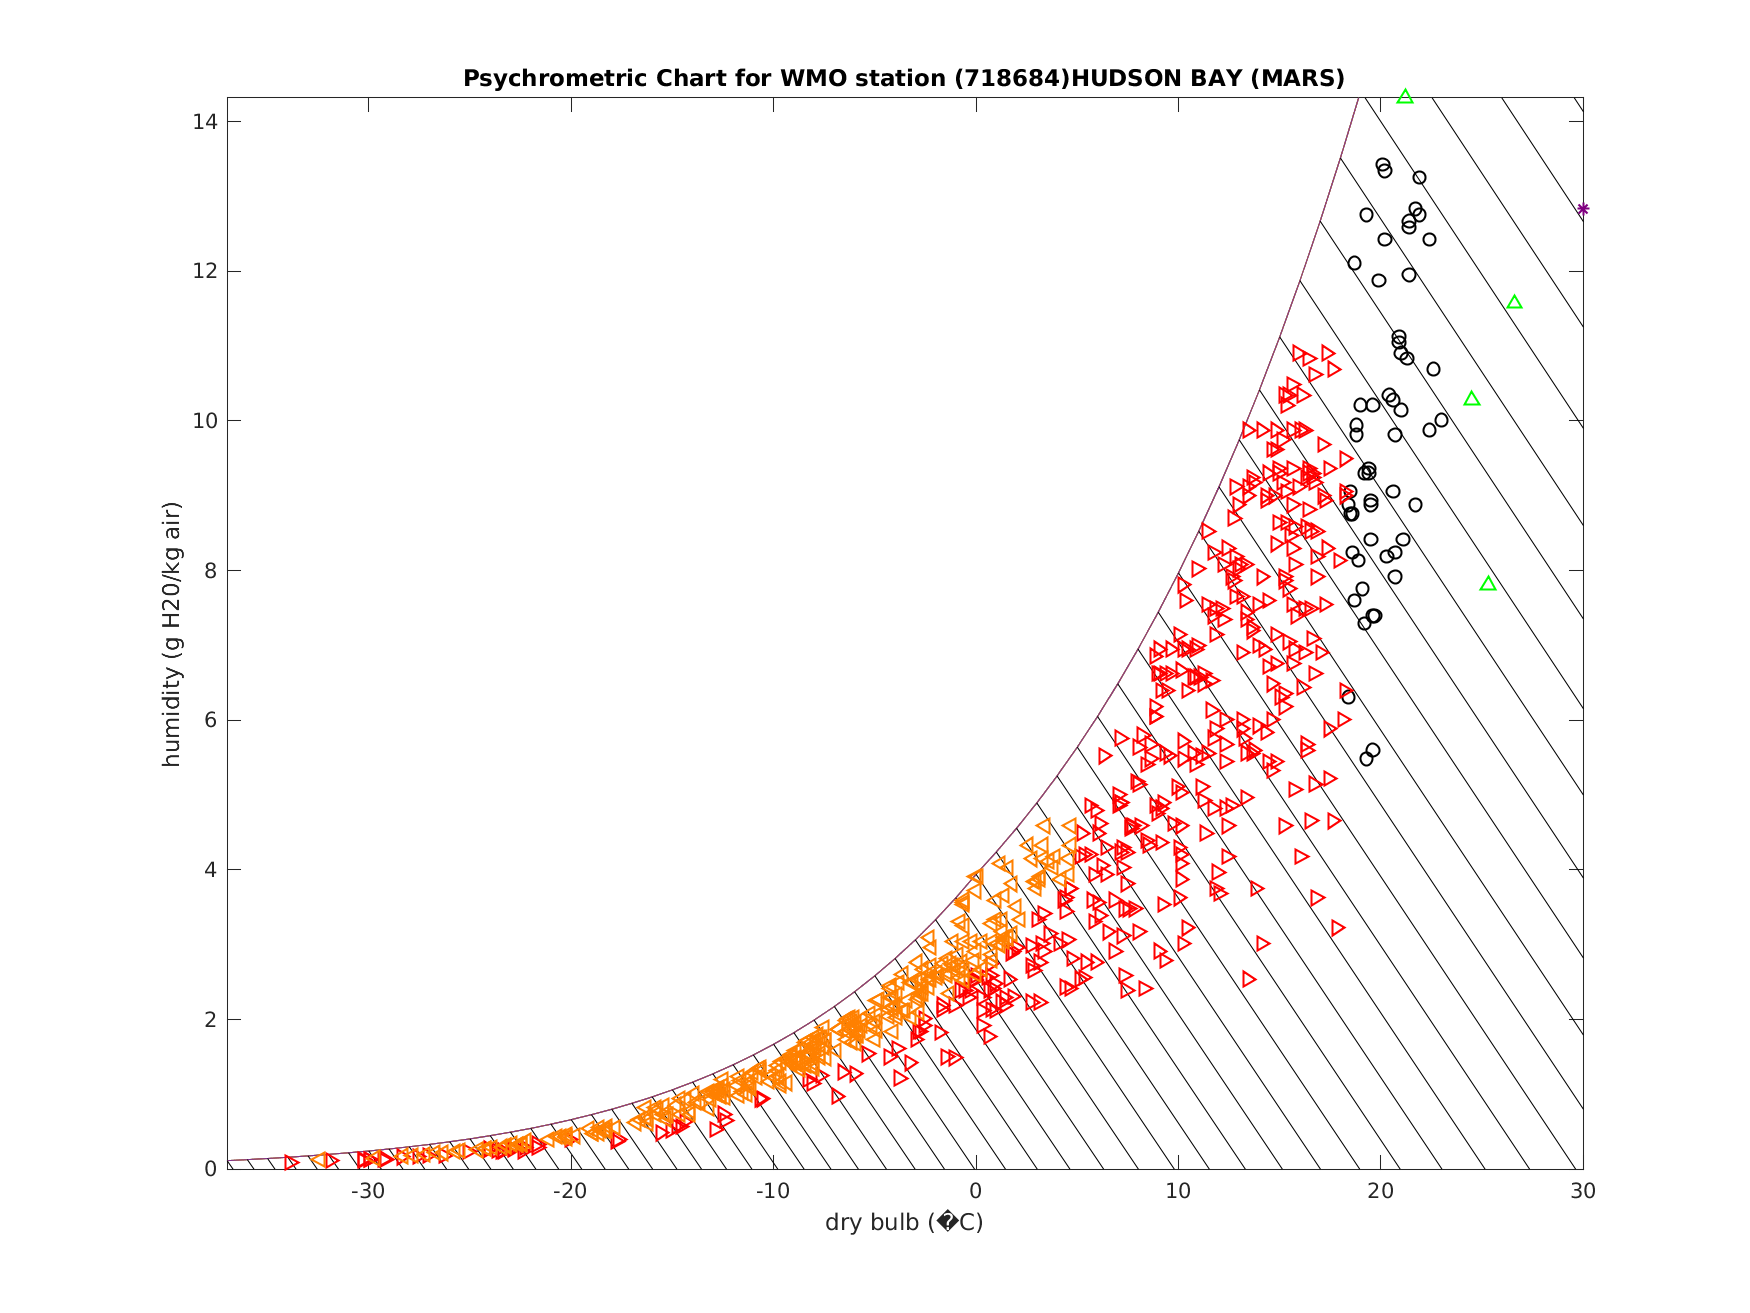 Psychrometric Chart for WMO station (718684)HUDSON BAY (MARS)
14
12
10
8
6
4
2
0
humidity (g H20/kg air)
-30 -20 -10 0 10 20 30
dry bulb (�C)